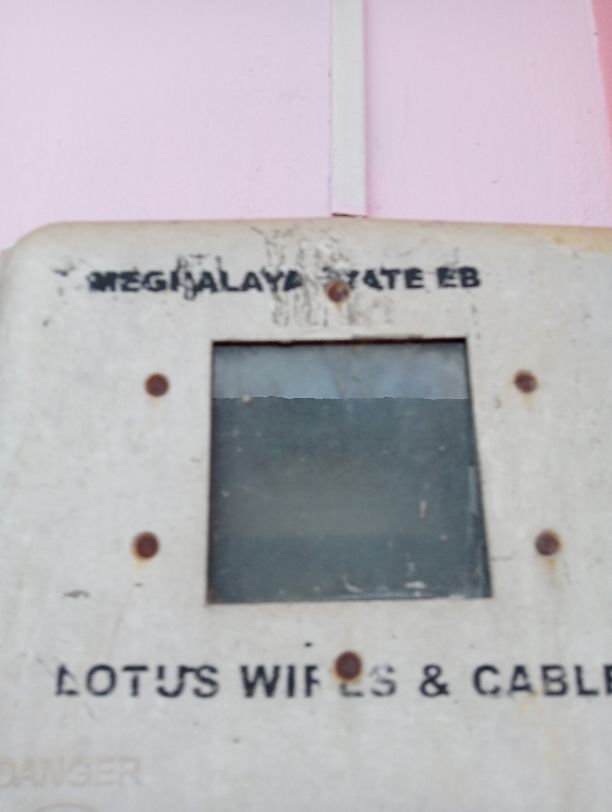 MEGHALAYA STATE EB
LOTUS WIRES & CABLE
DANGER